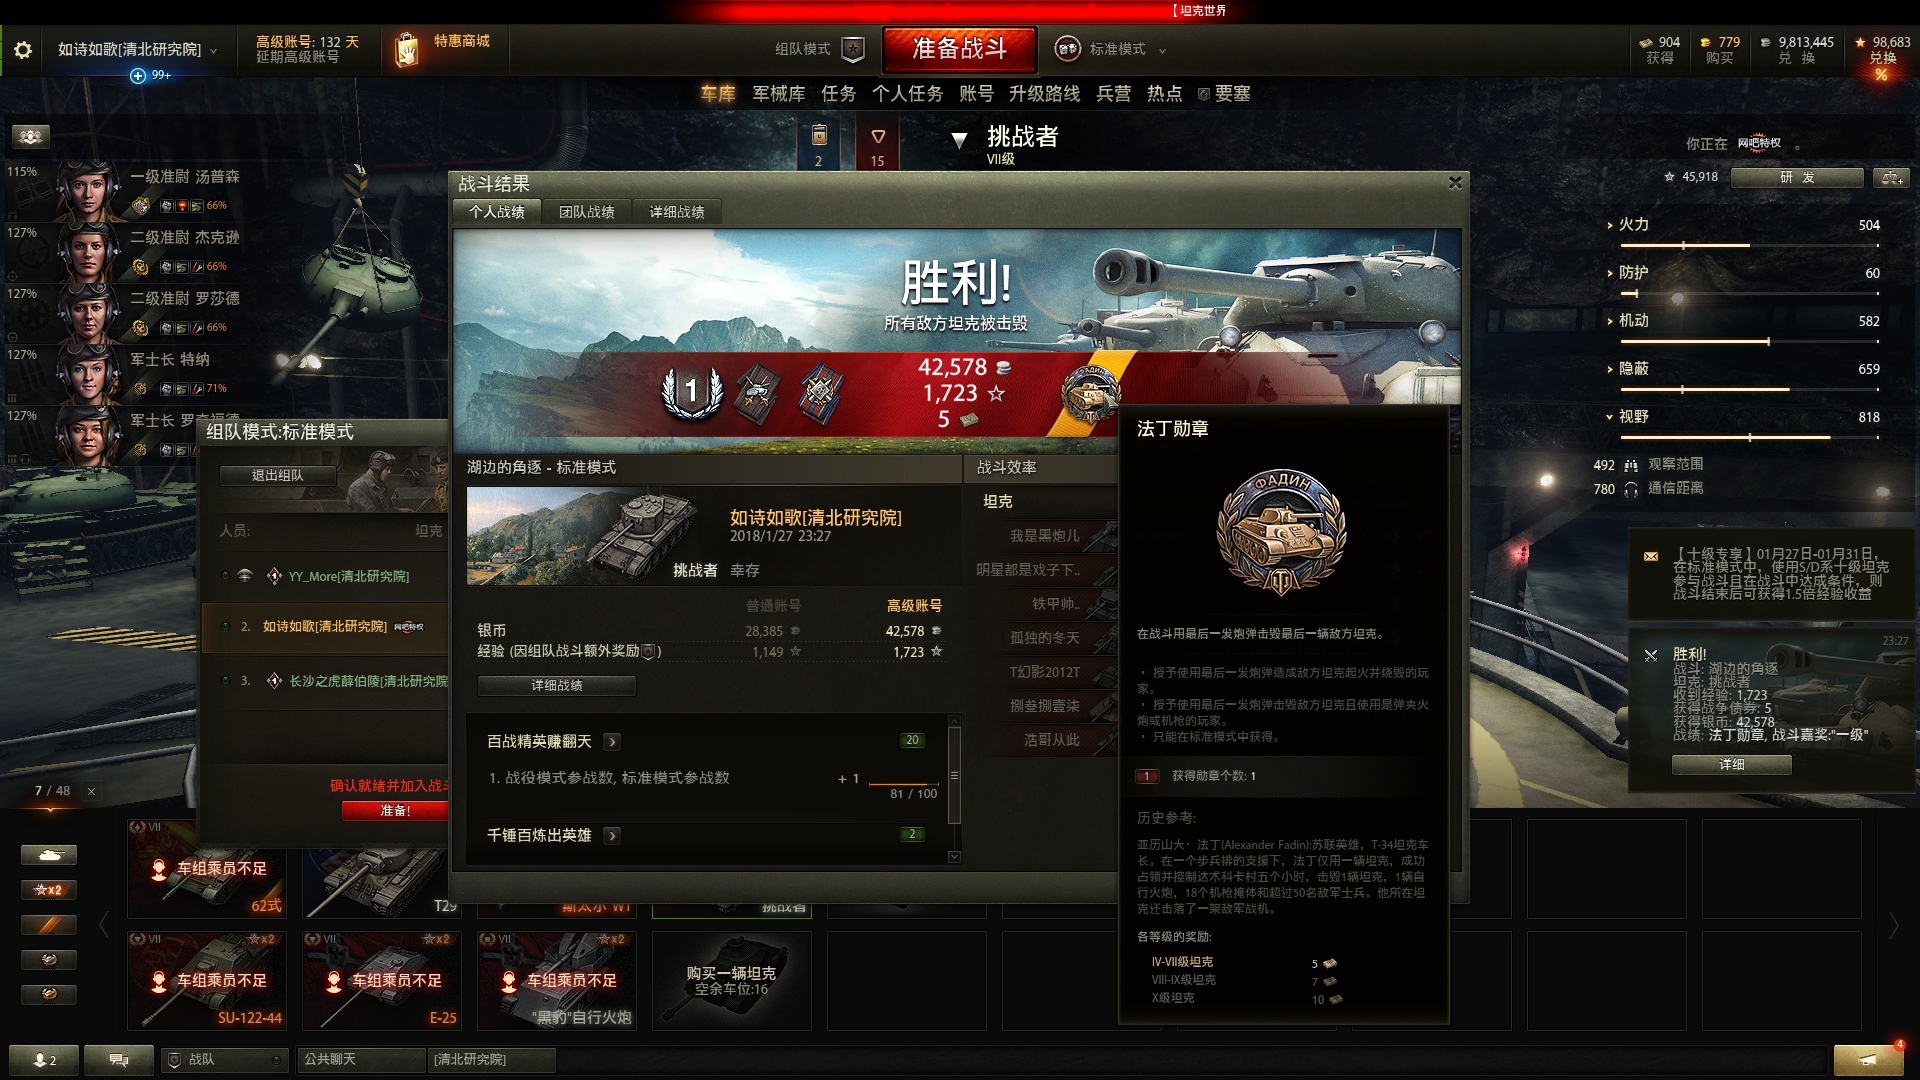 【坦克世界
如诗如歌[清北研究院]
99+
高级账号: 132 天
延期高级账号
特惠商城
组队模式
准备战斗
标准模式
904
获得
779
购买
9,813,445
兑 换
98,683
兑换
%
车库 军械库 任务 个人任务 账号 升级路线 兵营 热点 要塞
2
15
挑战者
VII级
你正在 网吧特权 。
45,918
研 发
115%
一级准尉 汤普森
66%
127%
二级准尉 杰克逊
66%
127%
二级准尉 罗莎德
66%
127%
军士长 特纳
71%
127%
火力 504
防护 60
机动 582
隐蔽 659
视野 818
492 观察范围
780 通信距离
组队模式:标准模式
退出组队
人员: 坦克
YY_More[清北研究院]
2. 如诗如歌[清北研究院] 网吧特权
3. 长沙之虎薛伯陵[清北研究院
确认就绪并加入战斗
准备!
战斗结果
个人战绩 团队战绩 详细战绩
胜利!
所有敌方坦克被击毁
1
42,578
1,723
5
湖边的角逐 - 标准模式
如诗如歌[清北研究院]
2018/1/27 23:27
挑战者 幸存
普通账号 高级账号
银币 28,385 42,578
经验 (因组队战斗额外奖励) 1,149 1,723
详细战绩
百战精英赚翻天 20
1. 战役模式参战数, 标准模式参战数 + 1
81 / 100
千锤百炼出英雄 2
战斗效率
坦克
我是黑炮儿
明星都是戏子下..
铁甲帅..
孤独的冬天
T幻影2012T
捌叁捌壹柒
浩哥从此
法丁勋章
ФАДИН
在战斗用最后一发炮弹击毁最后一辆敌方坦克。
· 授予使用最后一发炮弹造成敌方坦克起火并烧毁的玩
家。
· 授予使用最后一发炮弹击毁敌方坦克且使用是弹夹火
炮或机枪的玩家。
· 只能在标准模式中获得。
1 获得勋章个数: 1
历史参考:
亚历山大· 法丁(Alexander Fadin):苏联英雄，T-34坦克车
长。在一个步兵排的支援下，法丁仅用一辆坦克，成功
占领并控制达术科卡村五个小时，击毁1辆坦克，1辆自
行火炮，18个机枪掩体和超过50名敌军士兵。他所在坦
克还击落了一架敌军战机。
各等级的奖励:
IV-VII级坦克 5
VIII-IX级坦克 7
X级坦克 10
【十级专享】01月27日-01月31日,
在标准模式中，使用S/D系十级坦克
参与战斗且在战斗中达成条件，则
战斗结束后可获得1.5倍经验收益
23:27
胜利!
战斗: 湖边的角逐
坦克: 挑战者
收到经验: 1,723
获得战争债券: 5
获得银币: 42,578
战绩: 法丁勋章, 战斗嘉奖:"一级"
详细
7 / 48
x2
VII
车组乘员不足
62式
T29
挑战者
VII x2
车组乘员不足
SU-122-44
VII x2
车组乘员不足
E-25
VII x2
车组乘员不足
"黑豹"自行火炮
购买一辆坦克
空余车位:16
2
战队
公共聊天
[清北研究院]
4